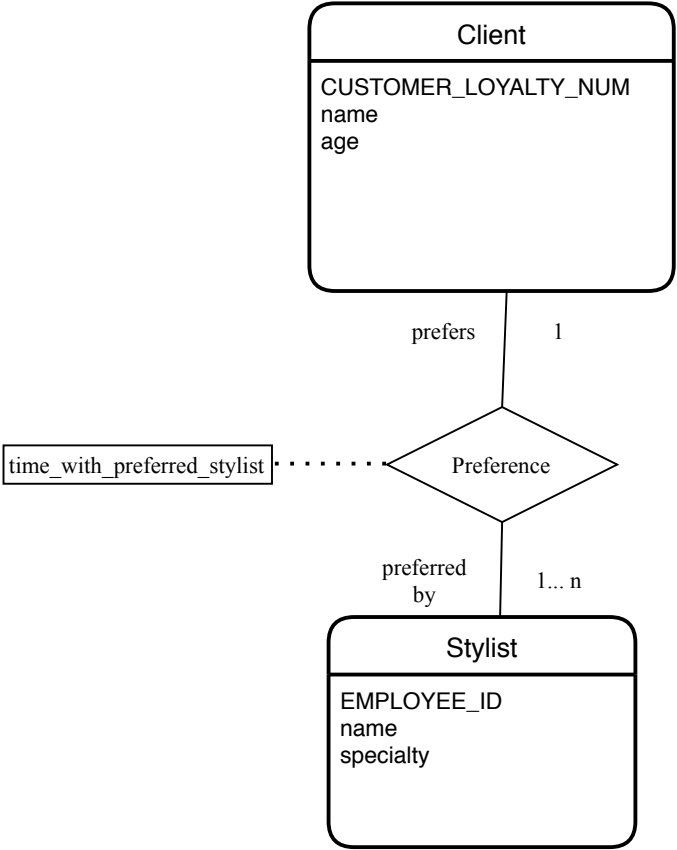 Client
CUSTOMER_LOYALTY_NUM
name
age
prefers
1
time_with_preferred_stylist
Preference
preferred
by
1... n
Stylist
EMPLOYEE_ID
name
specialty